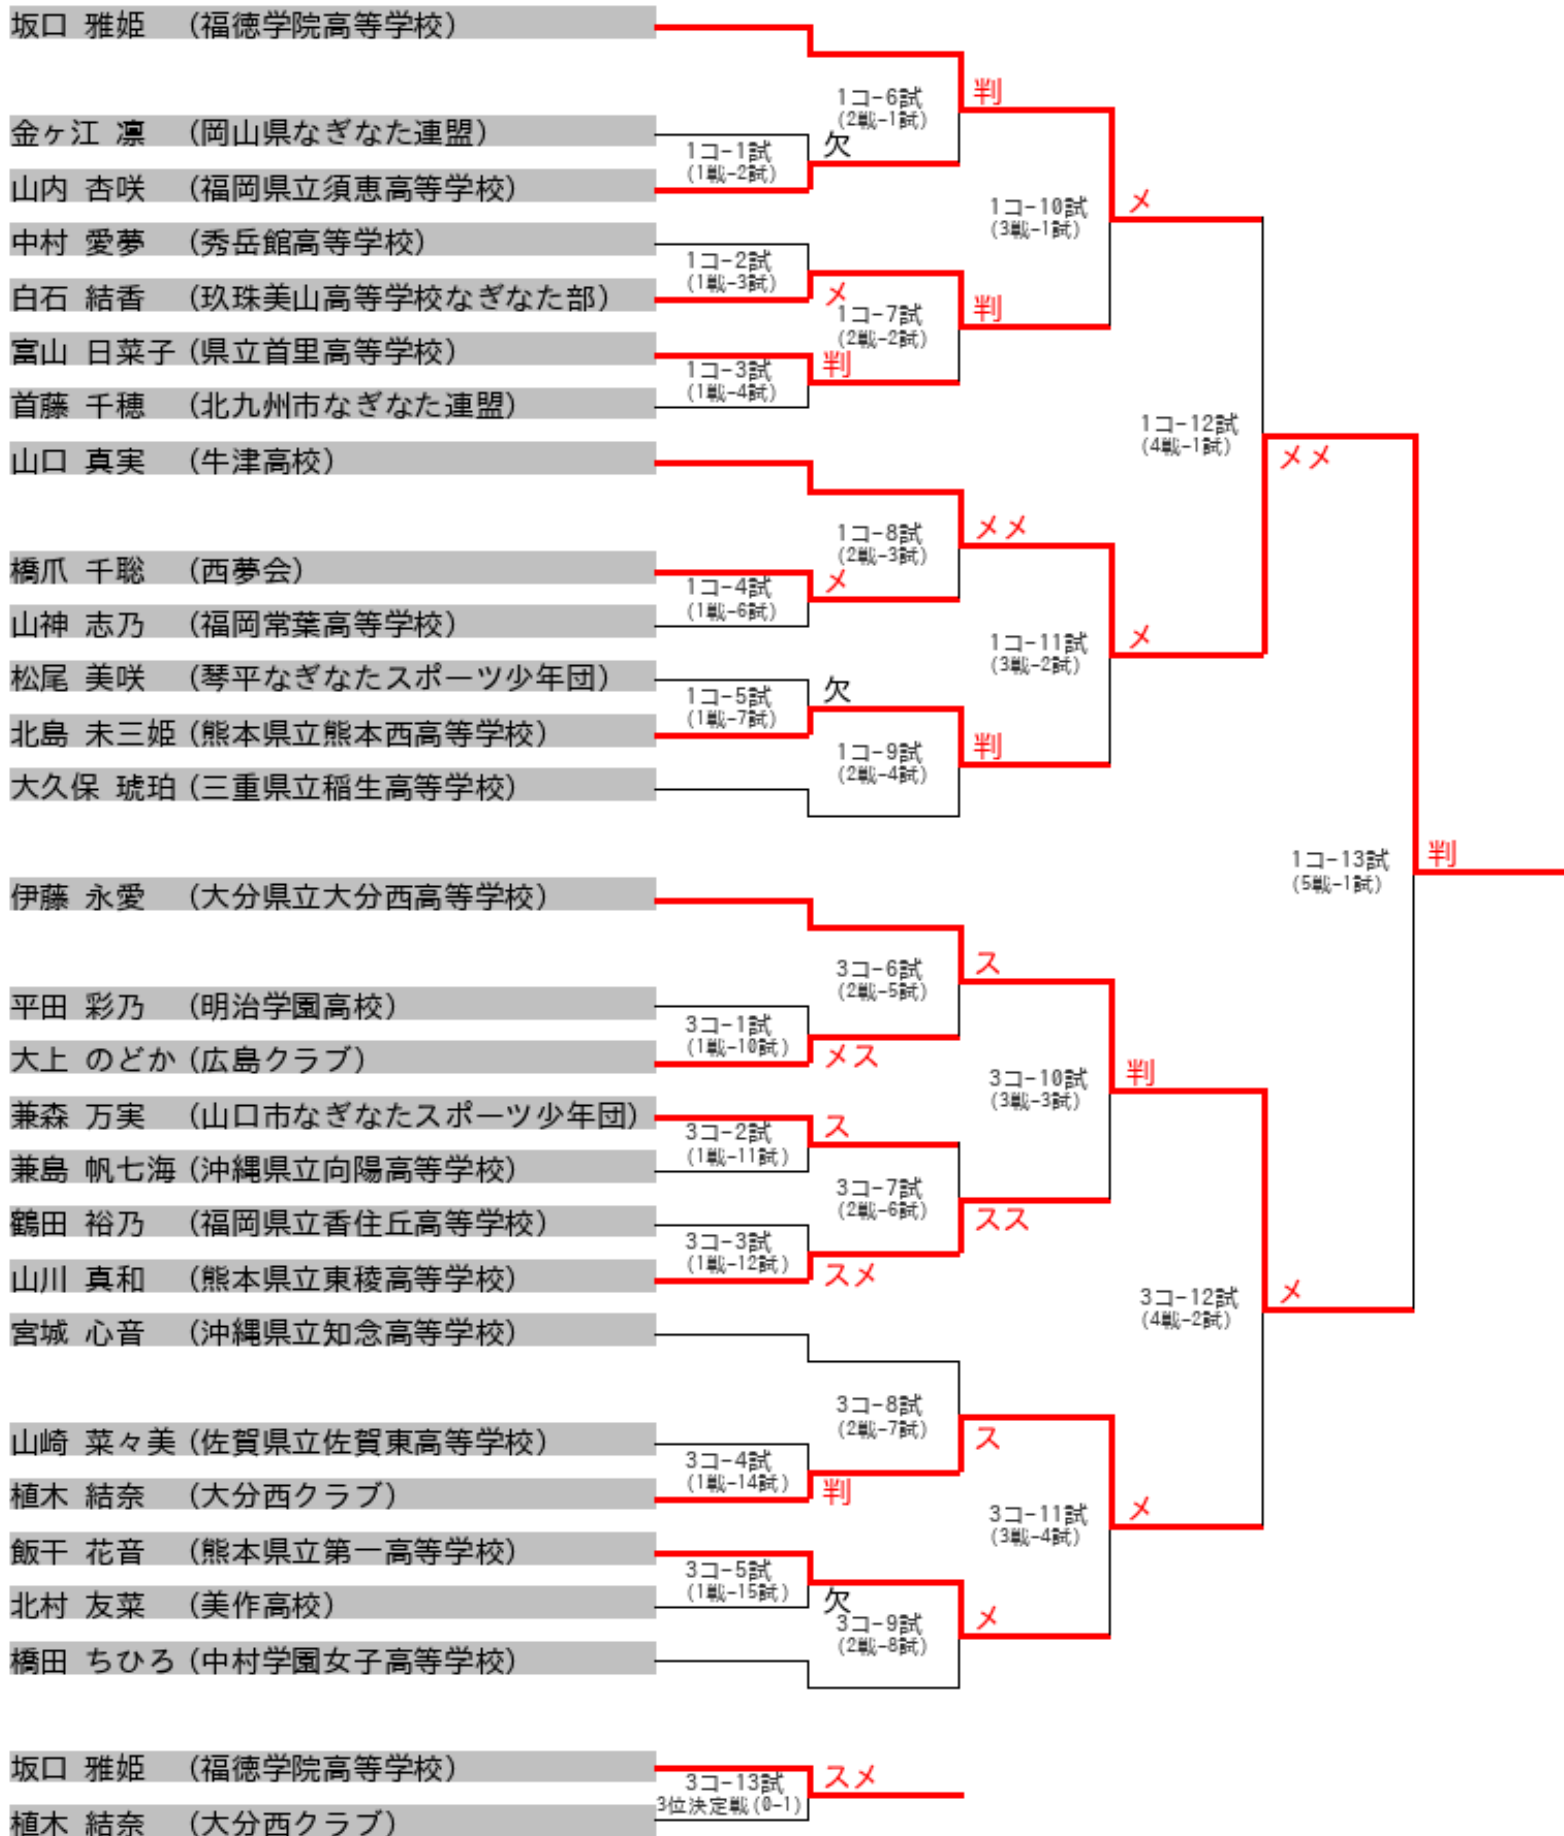 坂口 雅姫 (福徳学院高等学校)
判
1コ-6試
(2戦-1試)
金ヶ江 凛 (岡山県なぎなた連盟)
欠
1コ-1試
(1戦-2試)
山内 杏咲 (福岡県立須恵高等学校)
メ
1コ-10試
(3戦-1試)
中村 愛夢 (秀岳館高等学校)
1コ-2試
(1戦-3試)
白石 結香 (玖珠美山高等学校なぎなた部)
メ
判
1コ-7試
(2戦-2試)
富山 日菜子 (県立首里高等学校)
判
1コ-3試
(1戦-4試)
首藤 千穂 (北九州市なぎなた連盟)
1コ-12試
(4戦-1試)
メメ
山口 真実 (牛津高校)
メメ
1コ-8試
(2戦-3試)
橋爪 千聡 (西夢会)
メ
1コ-4試
(1戦-6試)
山神 志乃 (福岡常葉高等学校)
メ
1コ-11試
(3戦-2試)
松尾 美咲 (琴平なぎなたスポーツ少年団)
欠
1コ-5試
(1戦-7試)
北島 未三姫 (熊本県立熊本西高等学校)
判
1コ-9試
(2戦-4試)
大久保 琥珀 (三重県立稲生高等学校)
判
1コ-13試
(5戦-1試)
伊藤 永愛 (大分県立大分西高等学校)
ス
3コ-6試
(2戦-5試)
平田 彩乃 (明治学園高校)
3コ-1試
(1戦-10試)
大上 のどか (広島クラブ)
メス
判
3コ-10試
(3戦-3試)
兼森 万実 (山口市なぎなたスポーツ少年団)
ス
3コ-2試
(1戦-11試)
兼島 帆七海 (沖縄県立向陽高等学校)
3コ-7試
(2戦-6試)
スス
鶴田 裕乃 (福岡県立香住丘高等学校)
3コ-3試
(1戦-12試)
山川 真和 (熊本県立東稜高等学校)
スメ
メ
3コ-12試
(4戦-2試)
宮城 心音 (沖縄県立知念高等学校)
3コ-8試
(2戦-7試)
ス
山崎 菜々美 (佐賀県立佐賀東高等学校)
3コ-4試
(1戦-14試)
植木 結奈 (大分西クラブ)
判
メ
3コ-11試
(3戦-4試)
飯干 花音 (熊本県立第一高等学校)
3コ-5試
(1戦-15試)
北村 友菜 (美作高校)
欠
メ
3コ-9試
(2戦-8試)
橋田 ちひろ (中村学園女子高等学校)
坂口 雅姫 (福徳学院高等学校)
スメ
3コ-13試
3位決定戦(0-1)
植木 結奈 (大分西クラブ)